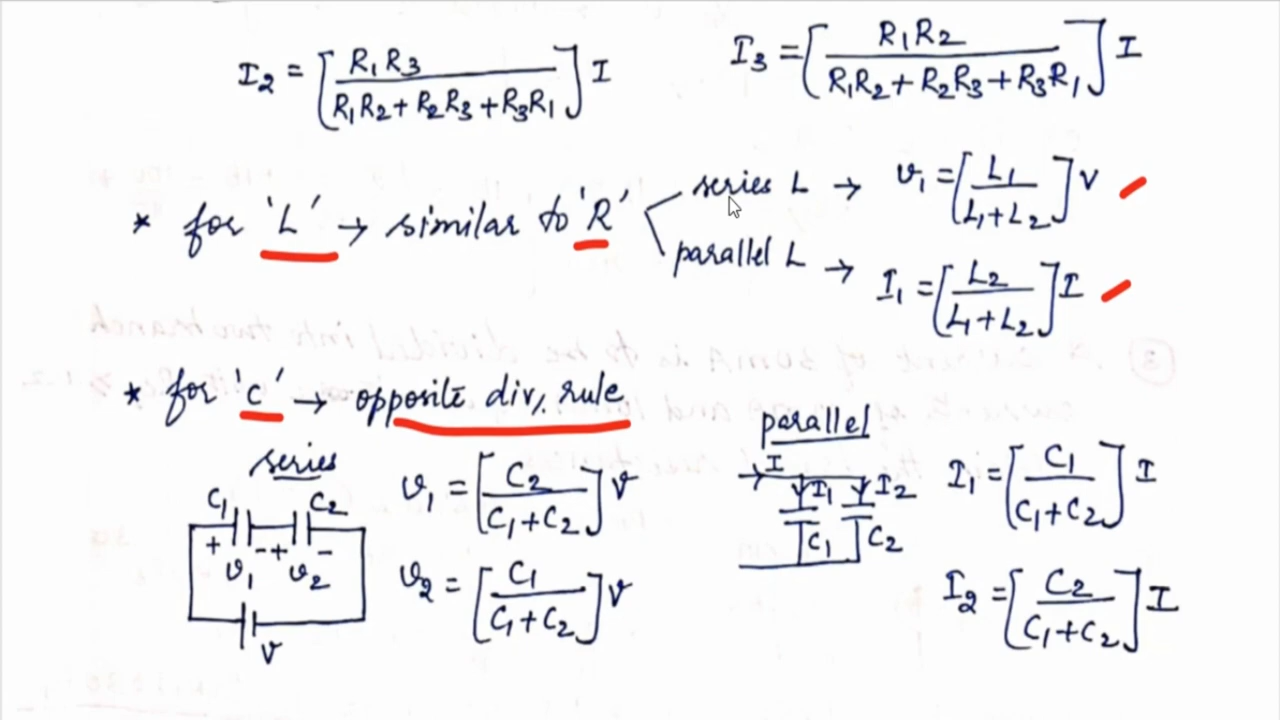 I₂ = [R₁R₃ / (R₁R₂ + R₂R₃ + R₃R₁)] I
I₃ = [R₁R₂ / (R₁R₂ + R₂R₃ + R₃R₁)] I
* for 'L' → similar to 'R'
series L → v₁ = [L₁ / (L₁+L₂)] v
parallel L → I₁ = [L₂ / (L₁+L₂)] I
* for 'c' → opposite div. rule.
series
C₁ C₂
+ - + -
v₁ v₂
v
v₁ = [C₂ / (C₁+C₂)] v
v₂ = [C₁ / (C₁+C₂)] v
parallel
I
I₁ I₂
C₁ C₂
I₁ = [C₁ / (C₁+C₂)] I
I₂ = [C₂ / (C₁+C₂)] I